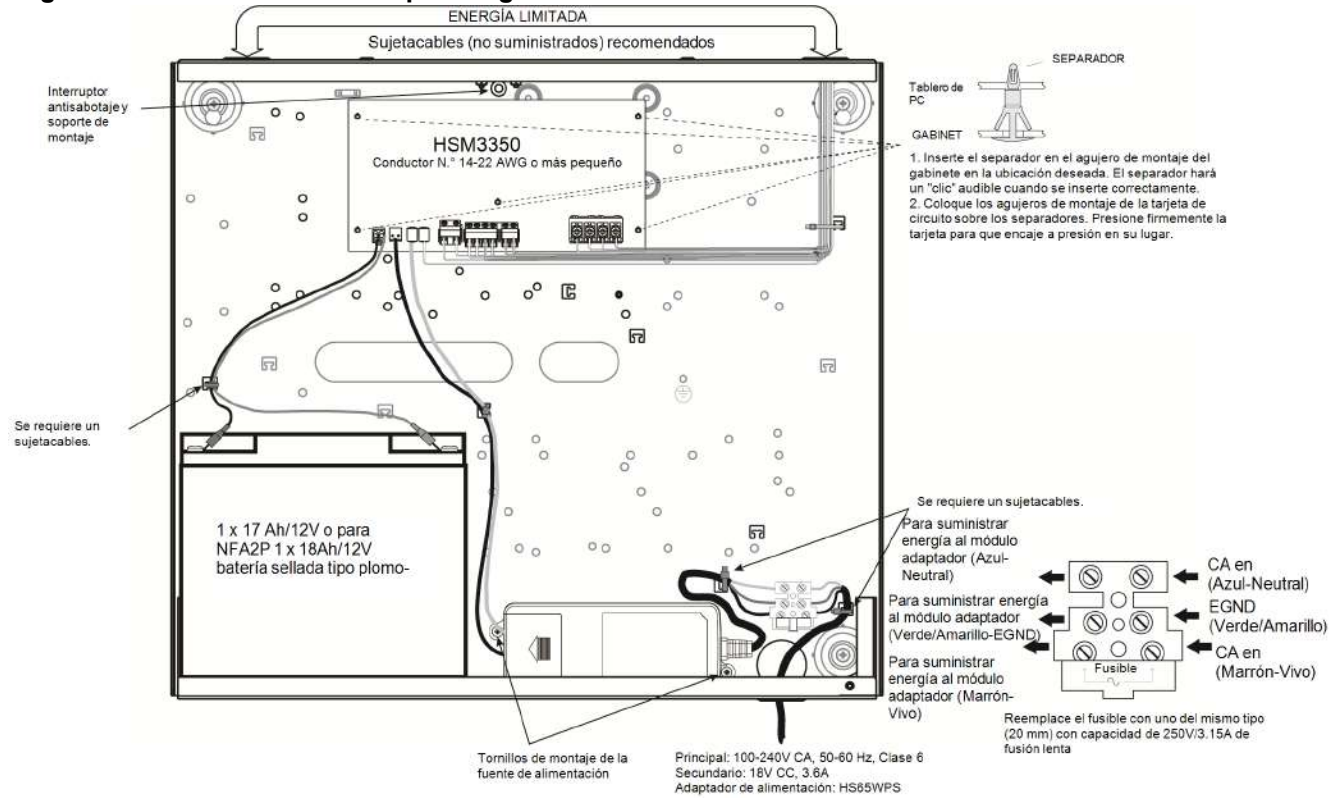 ENERGÍA LIMITADA
Sujetacables (no suministrados) recomendados
Interruptor
antisabotaje y
soporte de
montaje
HSM3350
Conductor N.° 14-22 AWG o más pequeño
SEPARADOR
Tablero de
PC
GABINET
1. Inserte el separador en el agujero de montaje del
gabinete en la ubicación deseada. El separador hará
un "clic" audible cuando se inserte correctamente.
2. Coloque los agujeros de montaje de la tarjeta de
circuito sobre los separadores. Presione firmemente la
tarjeta para que encaje a presión en su lugar.
Se requiere un
sujetacables.
1 x 17 Ah/12V o para
NFA2P 1 x 18Ah/12V
batería sellada tipo plomo-
Se requiere un sujetacables.
Para suministrar
energía al módulo
adaptador (Azul-
Neutral)
Para suministrar energía
al módulo adaptador
(Verde/Amarillo-EGND)
Para suministrar
energía al módulo
adaptador (Marrón-
Vivo)
CA en
(Azul-Neutral)
EGND
(Verde/Amarillo)
CA en
(Marrón-Vivo)
Fusible
Reemplace el fusible con uno del mismo tipo
(20 mm) con capacidad de 250V/3.15A de
fusión lenta
Tornillos de montaje de la
fuente de alimentación
Principal: 100-240V CA, 50-60 Hz, Clase 6
Secundario: 18V CC, 3.6A
Adaptador de alimentación: HS65WPS